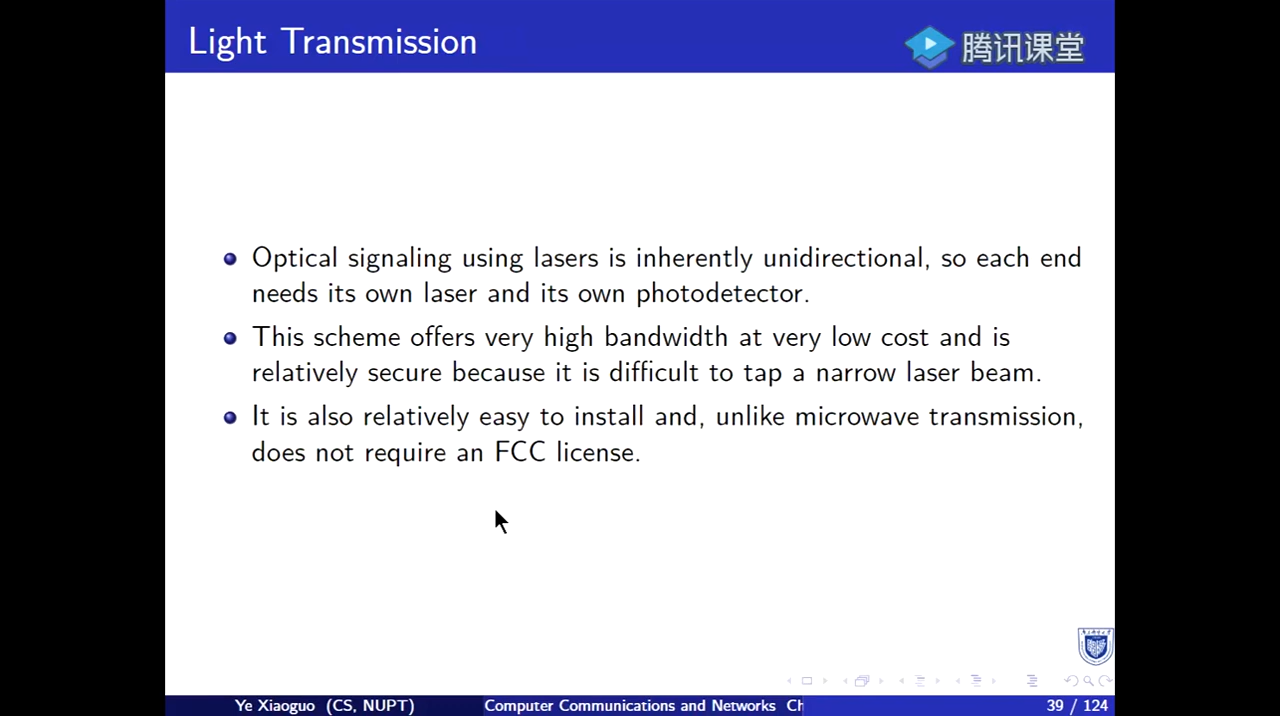 Light Transmission
腾讯课堂
Optical signaling using lasers is inherently unidirectional, so each end
needs its own laser and its own photodetector.
This scheme offers very high bandwidth at very low cost and is
relatively secure because it is difficult to tap a narrow laser beam.
It is also relatively easy to install and, unlike microwave transmission,
does not require an FCC license.
Ye Xiaoguo (CS, NUPT)
Computer Communications and Networks Ch
39 / 124